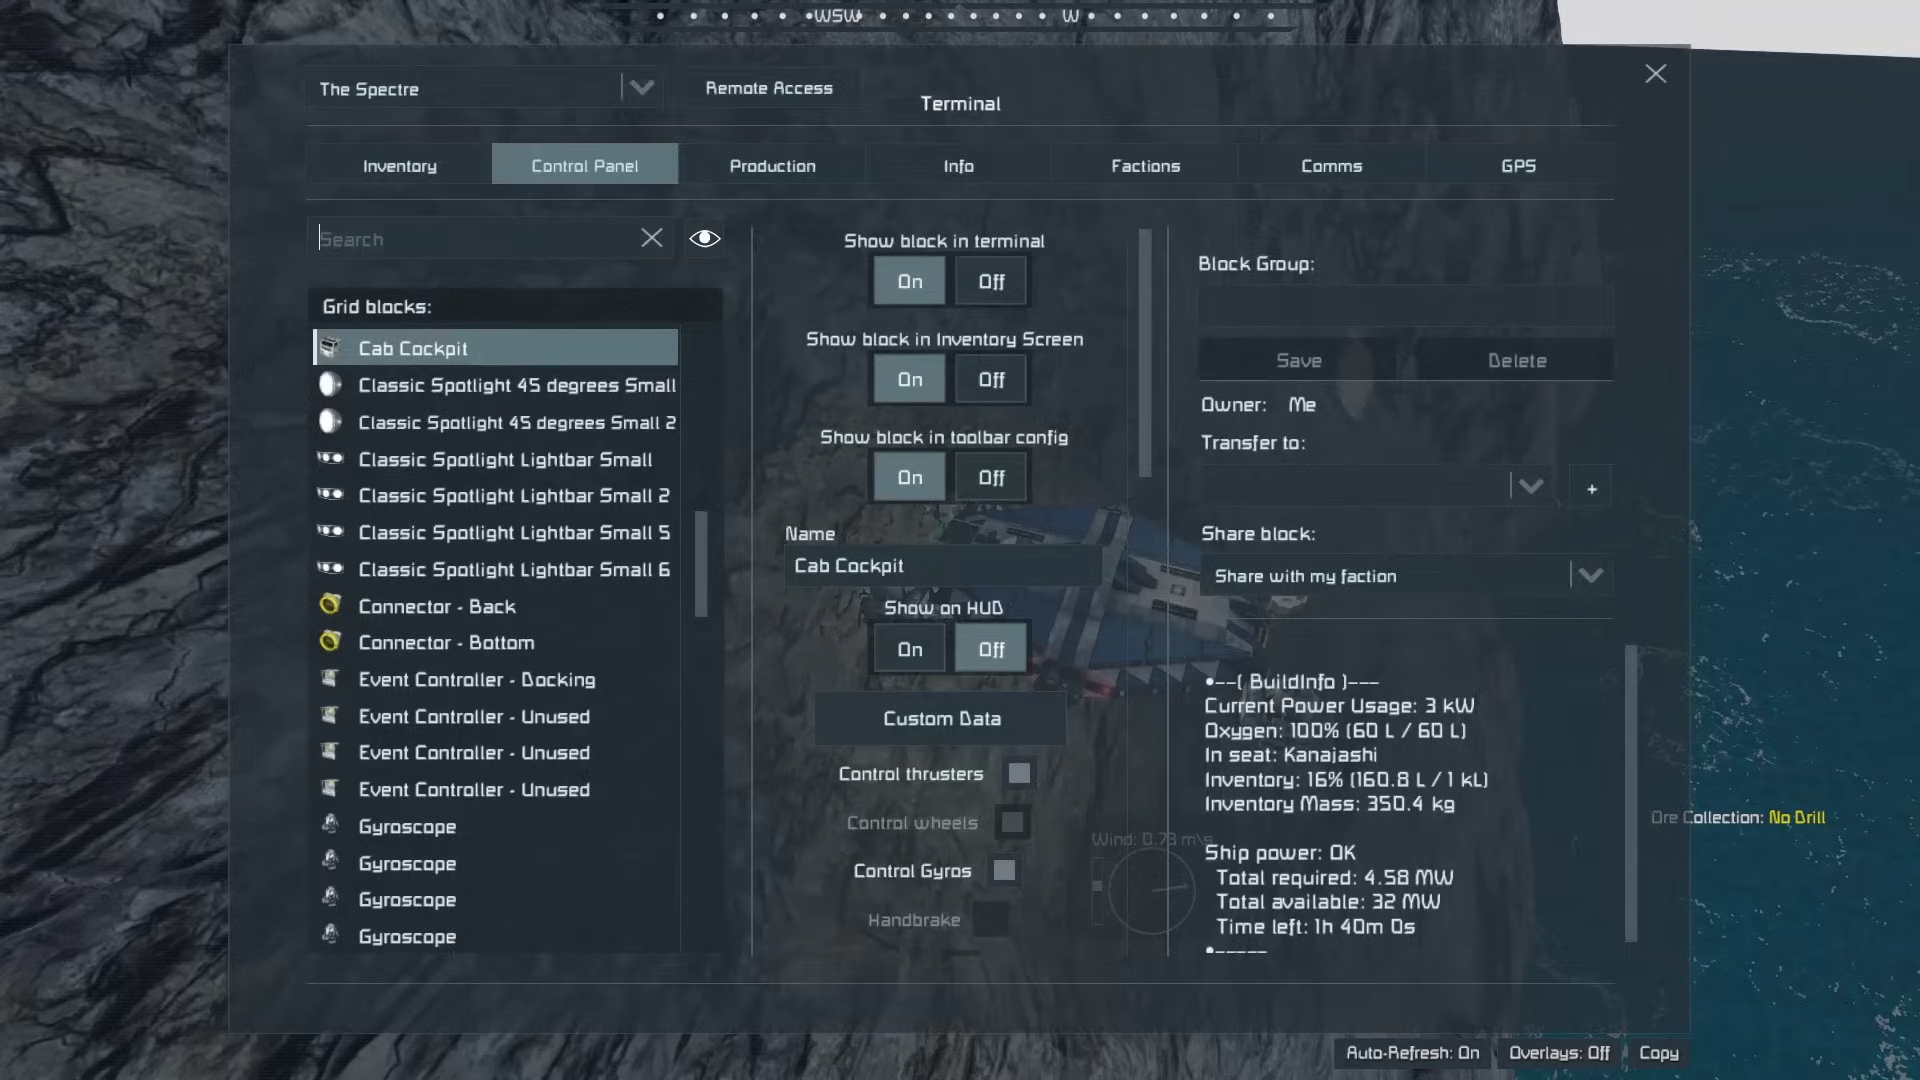 WSW W
The Spectre
Remote Access
Terminal
Inventory
Control Panel
Production
Info
Factions
Comms
GPS
Search
Grid blocks:
Cab Cockpit
Classic Spotlight 45 degrees Small
Classic Spotlight 45 degrees Small 2
Classic Spotlight Lightbar Small
Classic Spotlight Lightbar Small 2
Classic Spotlight Lightbar Small 5
Classic Spotlight Lightbar Small 6
Connector - Back
Connector - Bottom
Event Controller - Docking
Event Controller - Unused
Event Controller - Unused
Event Controller - Unused
Gyroscope
Gyroscope
Gyroscope
Gyroscope
Show block in terminal
On Off
Show block in Inventory Screen
On Off
Show block in toolbar config
On Off
Name
Cab Cockpit
Show on HUD
On Off
Custom Data
Control thrusters
Control wheels
Control Gyros
Handbrake
Wind: 0.73 m\s
Block Group:
Save Delete
Owner: Me
Transfer to:
+
Share block:
Share with my faction
•--( BuildInfo )---
Current Power Usage: 3 kW
Oxygen: 100% (60 L / 60 L)
In seat: Kanajashi
Inventory: 16% (160.8 L / 1 kL)
Inventory Mass: 350.4 kg
Ship power: OK
Total required: 4.58 MW
Total available: 32 MW
Time left: 1h 40m 0s
•-----
Ore Collection: No Drill
Auto-Refresh: On
Overlays: Off
Copy